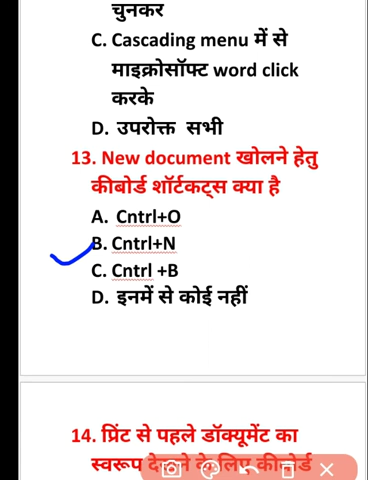 चुनकर
C. Cascading menu में से
माइक्रोसॉफ्ट word click
करके
D. उपरोक्त सभी
13. New document खोलने हेतु
कीबोर्ड शॉर्टकट्स क्या है
A. Cntrl+O
B. Cntrl+N
C. Cntrl +B
D. इनमें से कोई नहीं
14. प्रिंट से पहले डॉक्यूमेंट का
स्वरूप देखने के लिए कीबोर्ड